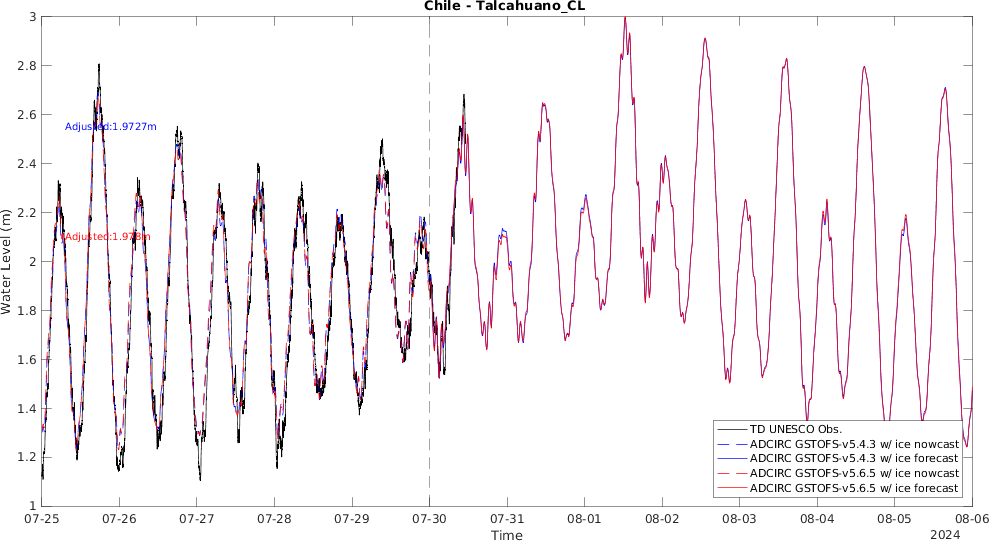 Chile - Talcahuano_CL
3
2.8
2.6
2.4
2.2
2
1.8
1.6
1.4
1.2
1
Water Level (m)
Adjusted:1.9727m
Adjusted:1.978m
TD UNESCO Obs.
ADCIRC GSTOFS-v5.4.3 w/ ice nowcast
ADCIRC GSTOFS-v5.4.3 w/ ice forecast
ADCIRC GSTOFS-v5.6.5 w/ ice nowcast
ADCIRC GSTOFS-v5.6.5 w/ ice forecast
07-25 07-26 07-27 07-28 07-29 07-30 07-31 08-01 08-02 08-03 08-04 08-05 08-06
Time
2024